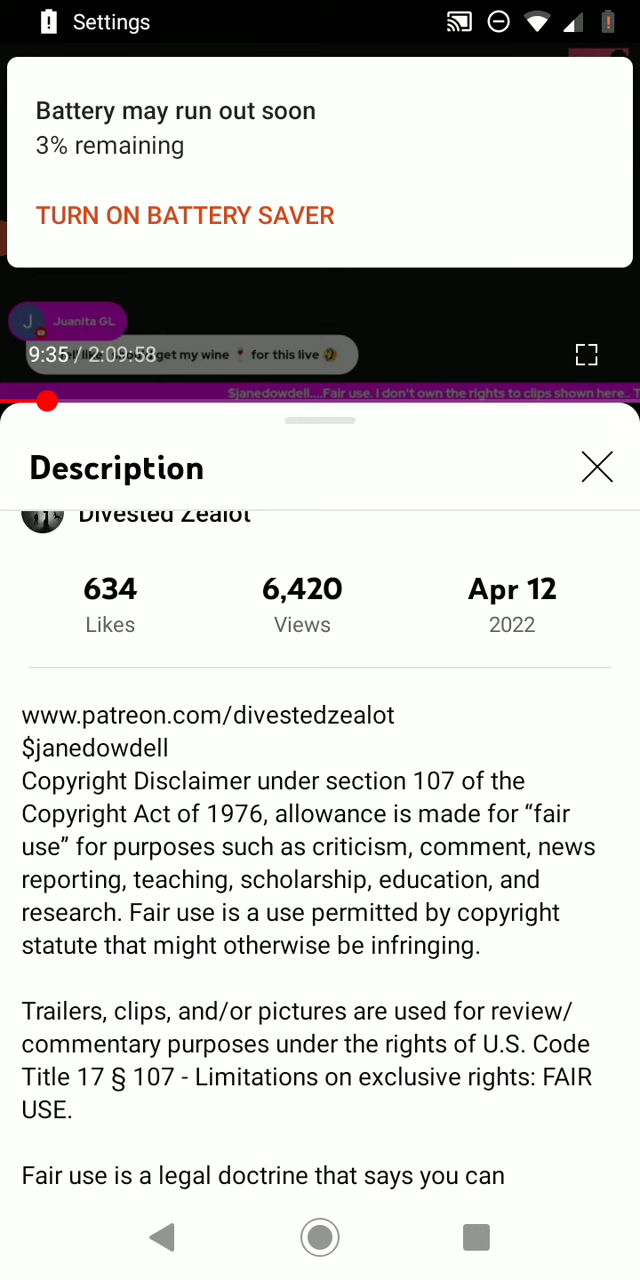 Settings
Battery may run out soon
3% remaining
TURN ON BATTERY SAVER
J Juanita GL
get my wine 🍷 for this live 🤣
9:35 / 2:09:58
$janedowdell....Fair use. I don't own the rights to clips shown here.. T
Description
Divested Zealot
634 6,420 Apr 12
Likes Views 2022
www.patreon.com/divestedzealot
$janedowdell
Copyright Disclaimer under section 107 of the
Copyright Act of 1976, allowance is made for “fair
use” for purposes such as criticism, comment, news
reporting, teaching, scholarship, education, and
research. Fair use is a use permitted by copyright
statute that might otherwise be infringing.
Trailers, clips, and/or pictures are used for review/
commentary purposes under the rights of U.S. Code
Title 17 § 107 - Limitations on exclusive rights: FAIR
USE.
Fair use is a legal doctrine that says you can